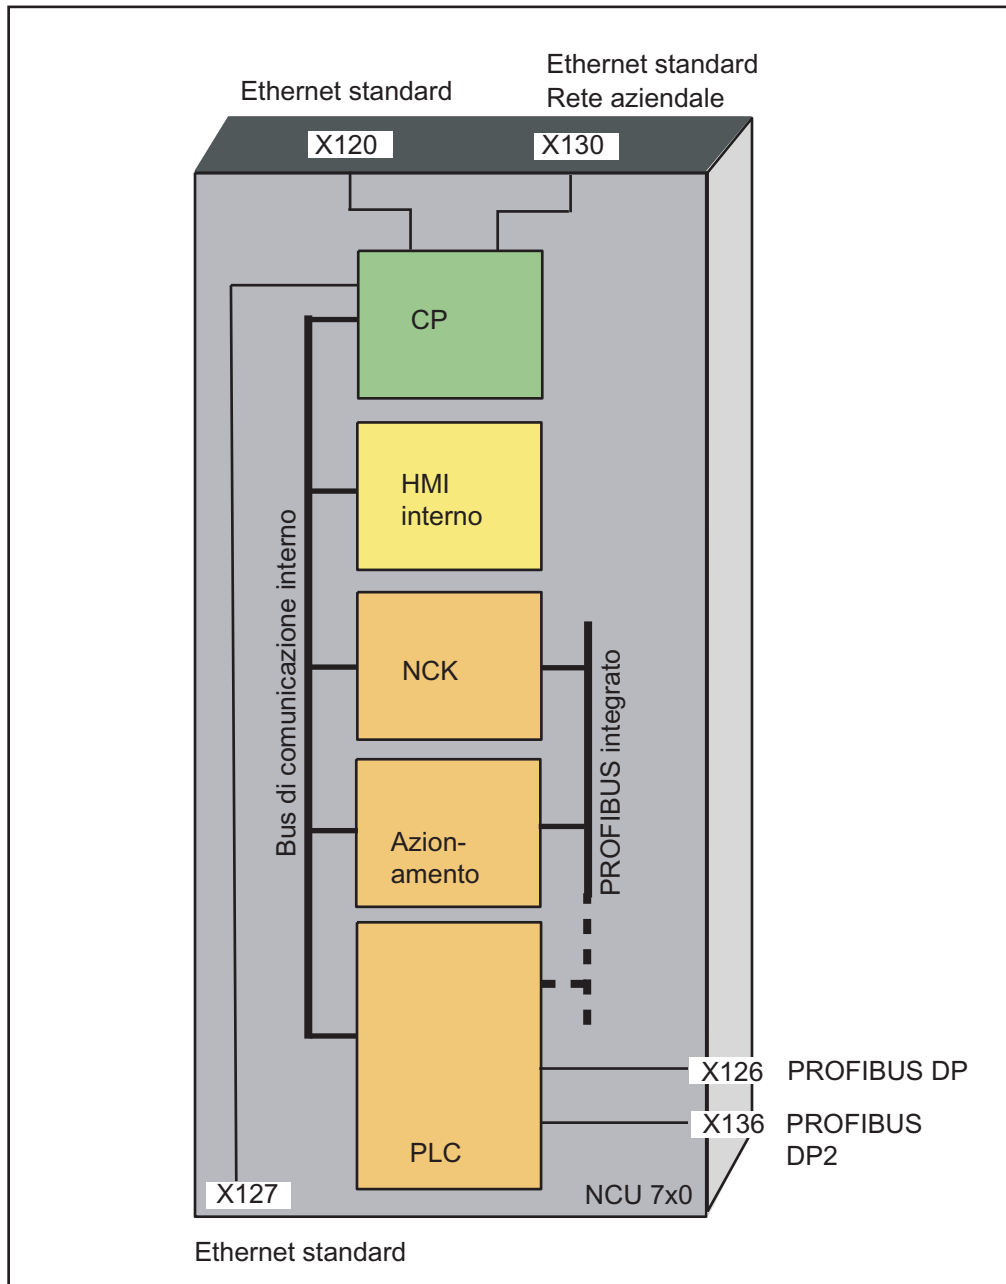 Ethernet standard
Ethernet standard
Rete aziendale
X120
X130
CP
HMI
interno
Bus di comunicazione interno
NCK
PROFIBUS integrato
Azion-
amento
X126 PROFIBUS DP
X136 PROFIBUS
DP2
PLC
X127
NCU 7x0
Ethernet standard